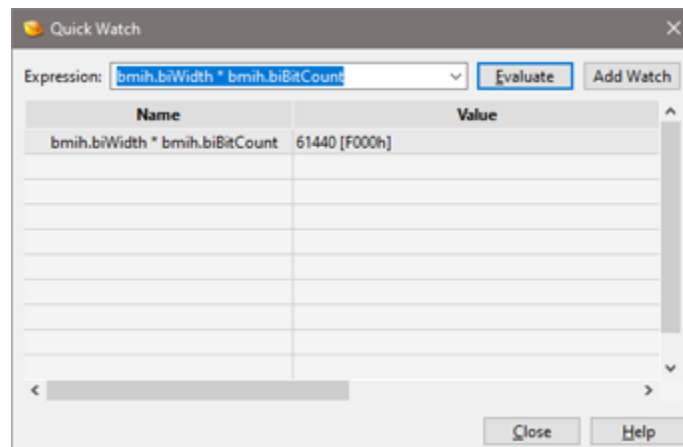 Quick Watch
Expression: bmih.biWidth * bmih.biBitCount Evaluate Add Watch
Name Value
bmih.biWidth * bmih.biBitCount 61440 [F000h]
Close Help